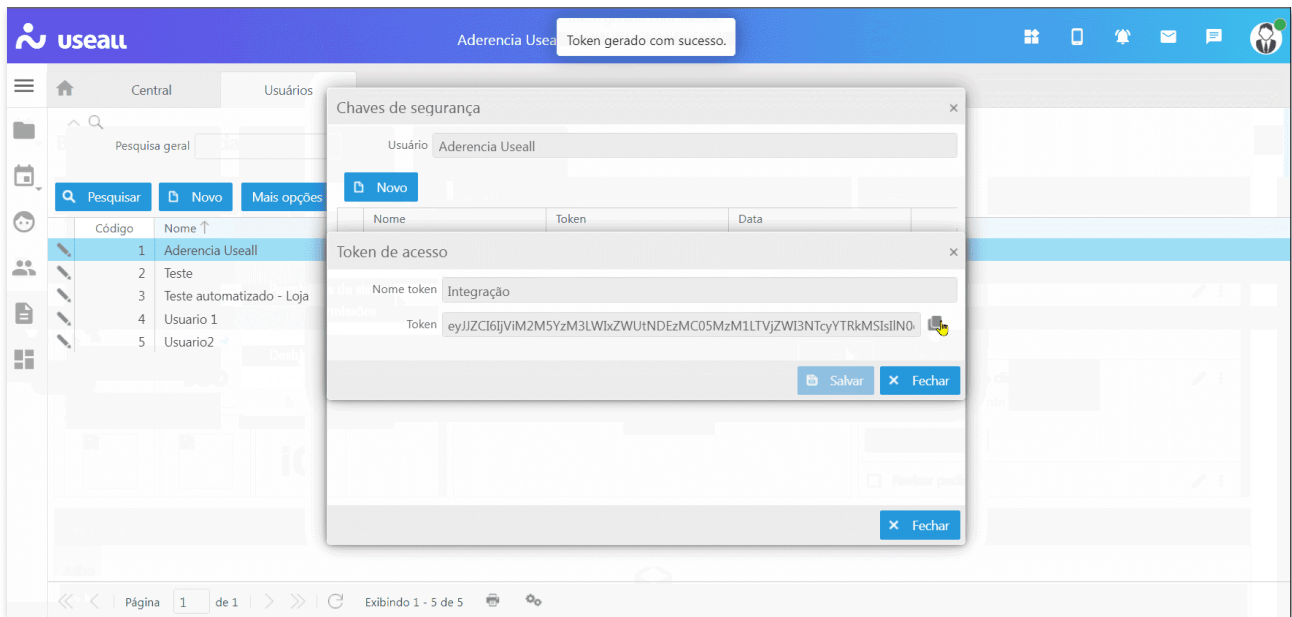 useall
Aderencia Usea
Token gerado com sucesso.
Central
Usuários
Chaves de segurança
Pesquisa geral
Usuário
Aderencia Useall
Pesquisar
Novo
Mais opções
Novo
Nome
Token
Data
Código
Nome
1 Aderencia Useall
2 Teste
3 Teste automatizado - Loja
4 Usuario 1
5 Usuario2
Token de acesso
Nome token
Integração
Token
eyJJZCI6IjViM2M5YzM3LWIxZWUtNDEzMC05MzM1LTVjZWI3NTcyYTRkMSIsIlN0
Salvar
Fechar
Fechar
Página 1 de 1
Exibindo 1 - 5 de 5